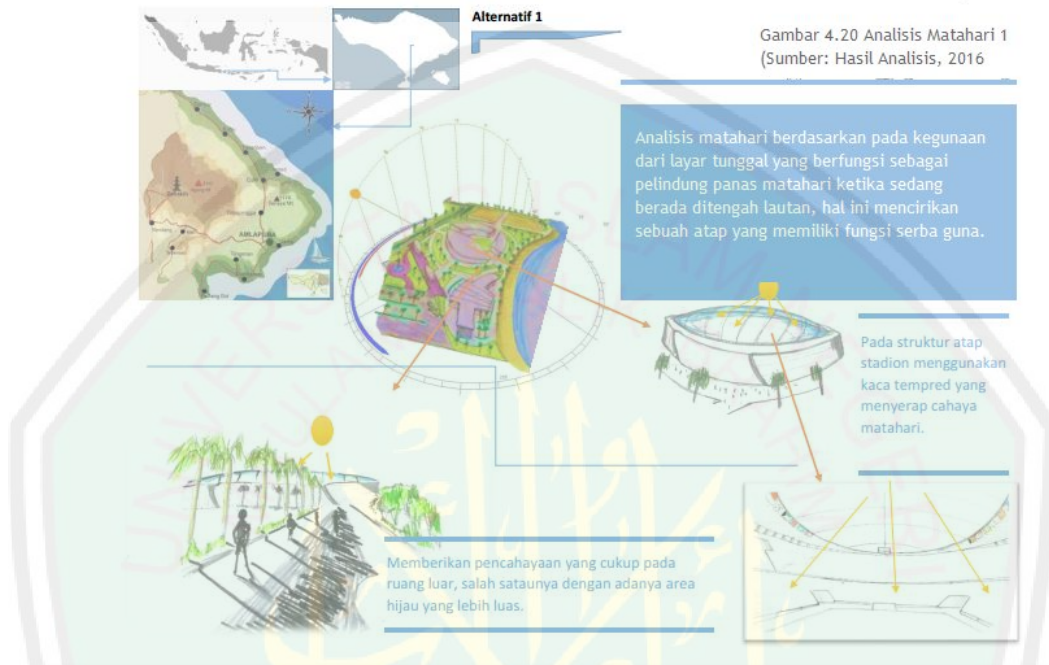 Alternatif 1
Gambar 4.20 Analisis Matahari 1
(Sumber: Hasil Analisis, 2016
Analisis matahari berdasarkan pada kegunaan
dari layar tunggal yang berfungsi sebagai
pelindung panas matahari ketika sedang
berada ditengah lautan, hal ini mencirikan
sebuah atap yang memiliki fungsi serba guna.
AMLAPURA
Pada struktur atap
stadion menggunakan
kaca tempred yang
menyerap cahaya
matahari.
Memberikan pencahayaan yang cukup pada
ruang luar, salah sataunya dengan adanya area
hijau yang lebih luas.